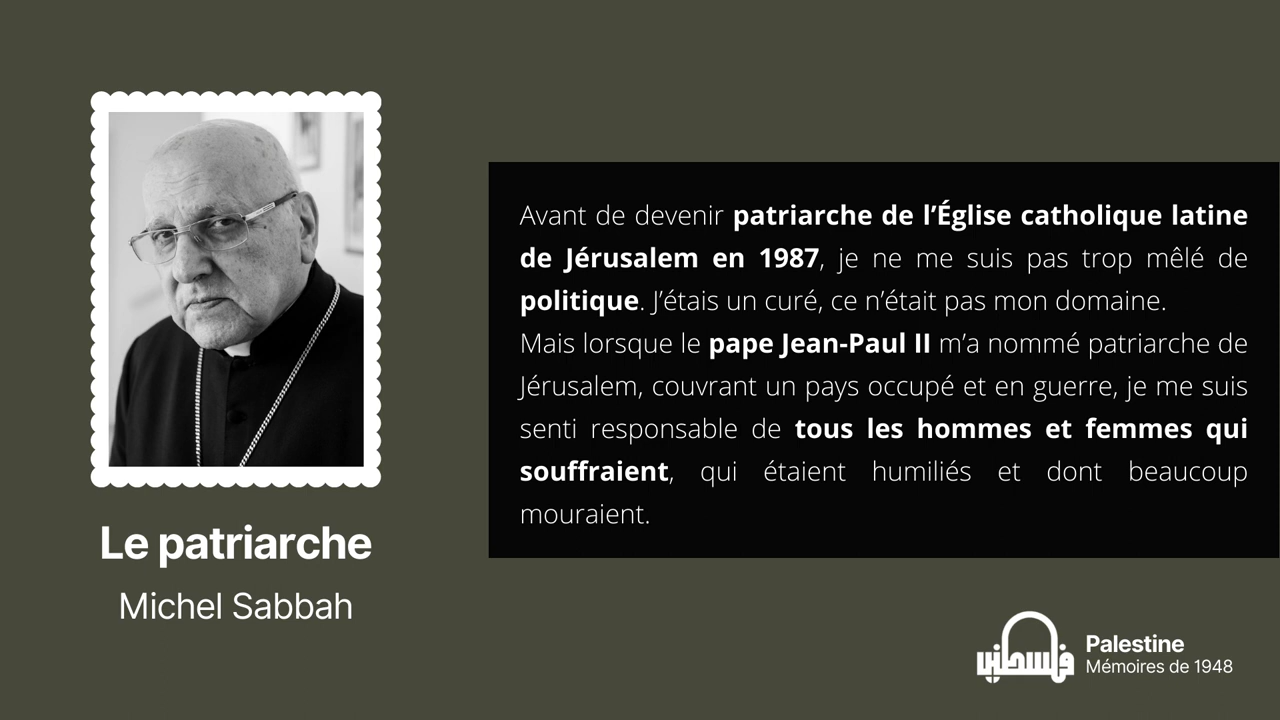 Le patriarche
Michel Sabbah
Avant de devenir patriarche de l’Église catholique latine
de Jérusalem en 1987, je ne me suis pas trop mêlé de
politique. J’étais un curé, ce n’était pas mon domaine.
Mais lorsque le pape Jean-Paul II m’a nommé patriarche de
Jérusalem, couvrant un pays occupé et en guerre, je me suis
senti responsable de tous les hommes et femmes qui
souffraient, qui étaient humiliés et dont beaucoup
mouraient.
فلسطين
Palestine
Mémoires de 1948